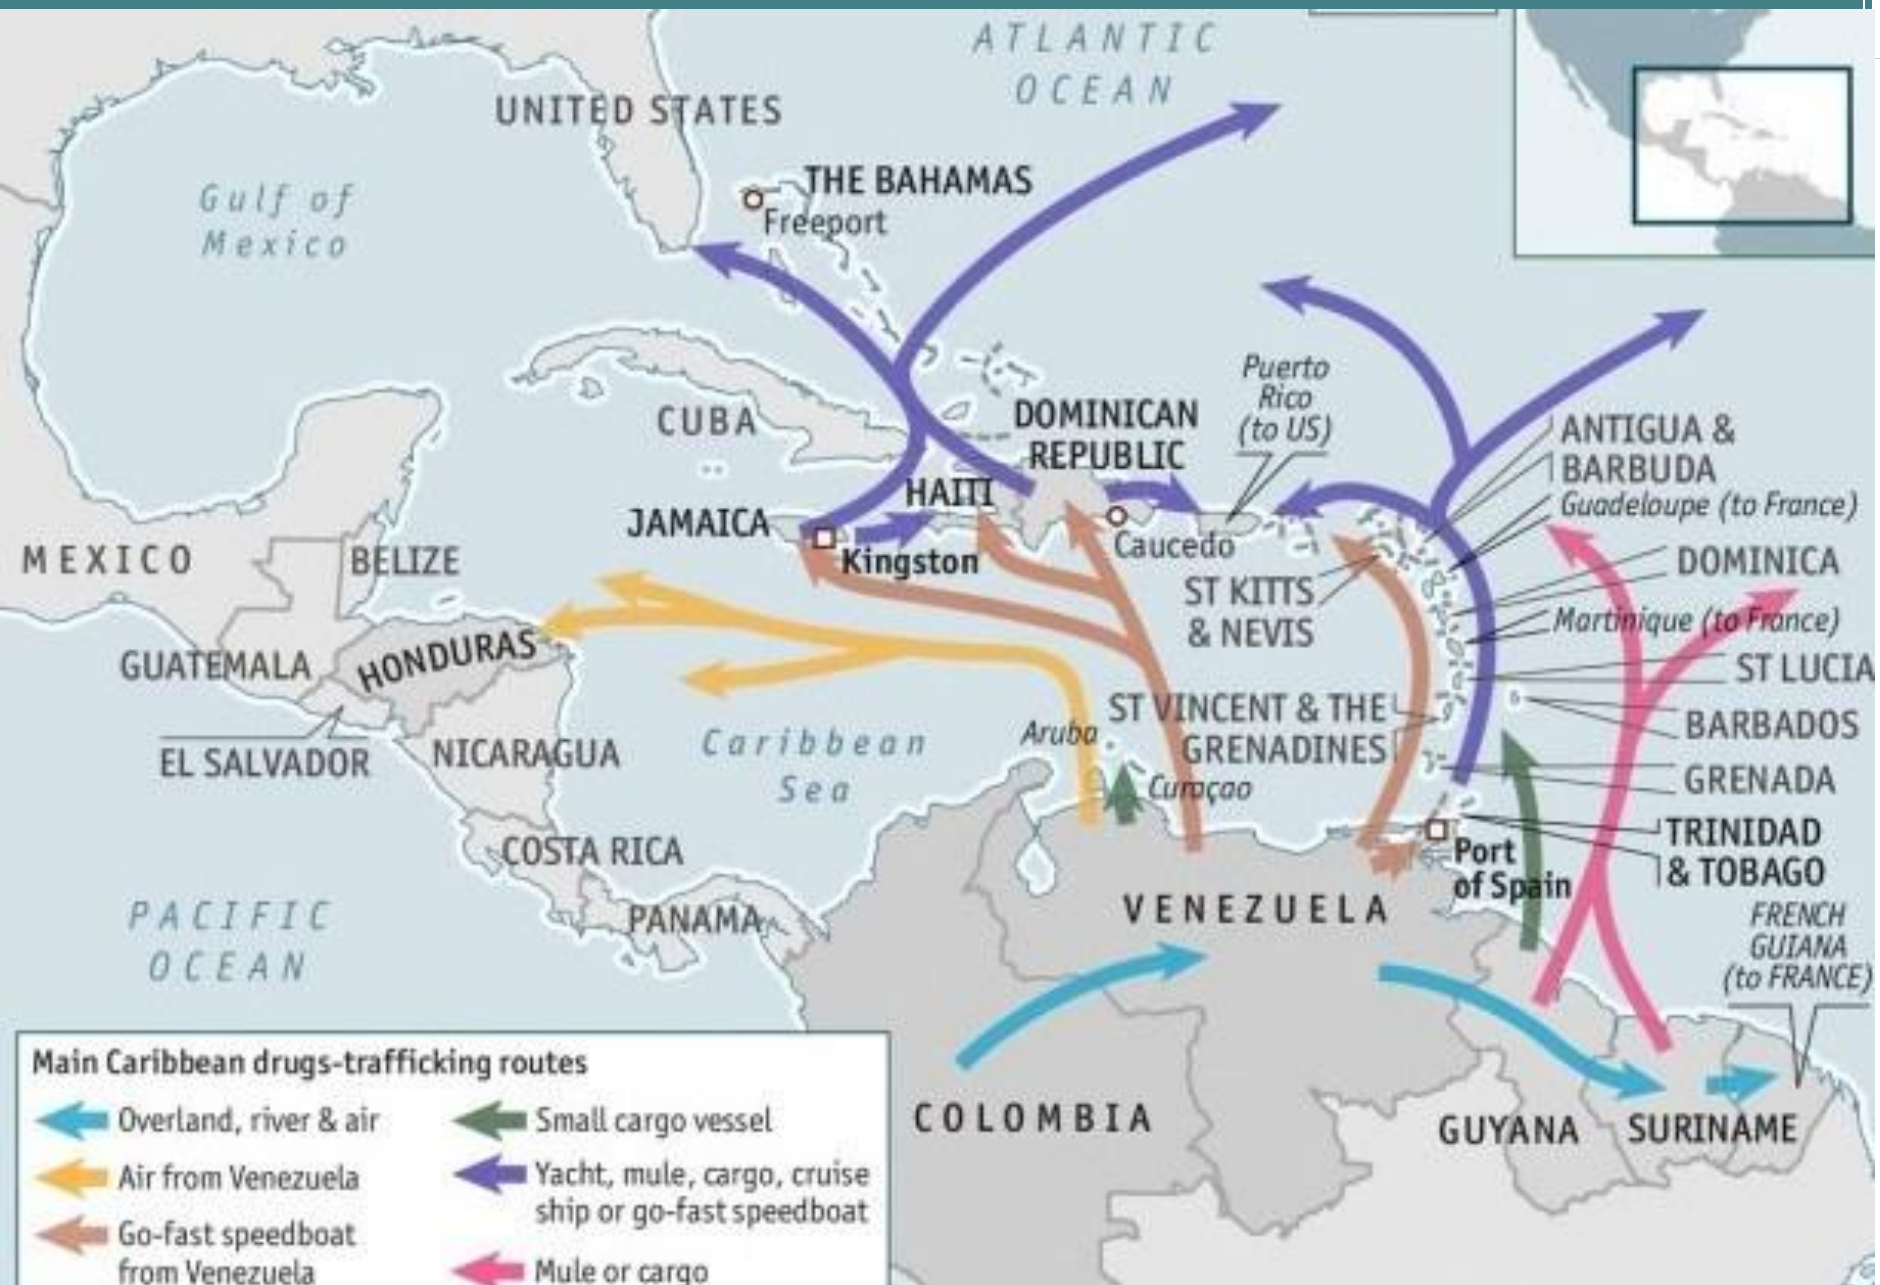 ATLANTIC
OCEAN
UNITED STATES
Gulf of
Mexico
THE BAHAMAS
Freeport
CUBA
DOMINICAN
REPUBLIC
Puerto
Rico
(to US)
ANTIGUA &
BARBUDA
Guadeloupe (to France)
HAITI
JAMAICA
Kingston
Caucedo
MEXICO
BELIZE
ST KITTS
& NEVIS
DOMINICA
Martinique (to France)
GUATEMALA
HONDURAS
ST LUCIA
EL SALVADOR
NICARAGUA
Caribbean
Sea
Aruba
Curaçao
ST VINCENT & THE
GRENADINES
BARBADOS
GRENADA
TRINIDAD
& TOBAGO
COSTA RICA
Port
of Spain
PANAMA
VENEZUELA
PACIFIC
OCEAN
FRENCH
GUIANA
(to FRANCE)
COLOMBIA
GUYANA
SURINAME
Main Caribbean drugs-trafficking routes
Overland, river & air
Air from Venezuela
Go-fast speedboat
from Venezuela
Small cargo vessel
Yacht, mule, cargo, cruise
ship or go-fast speedboat
Mule or cargo